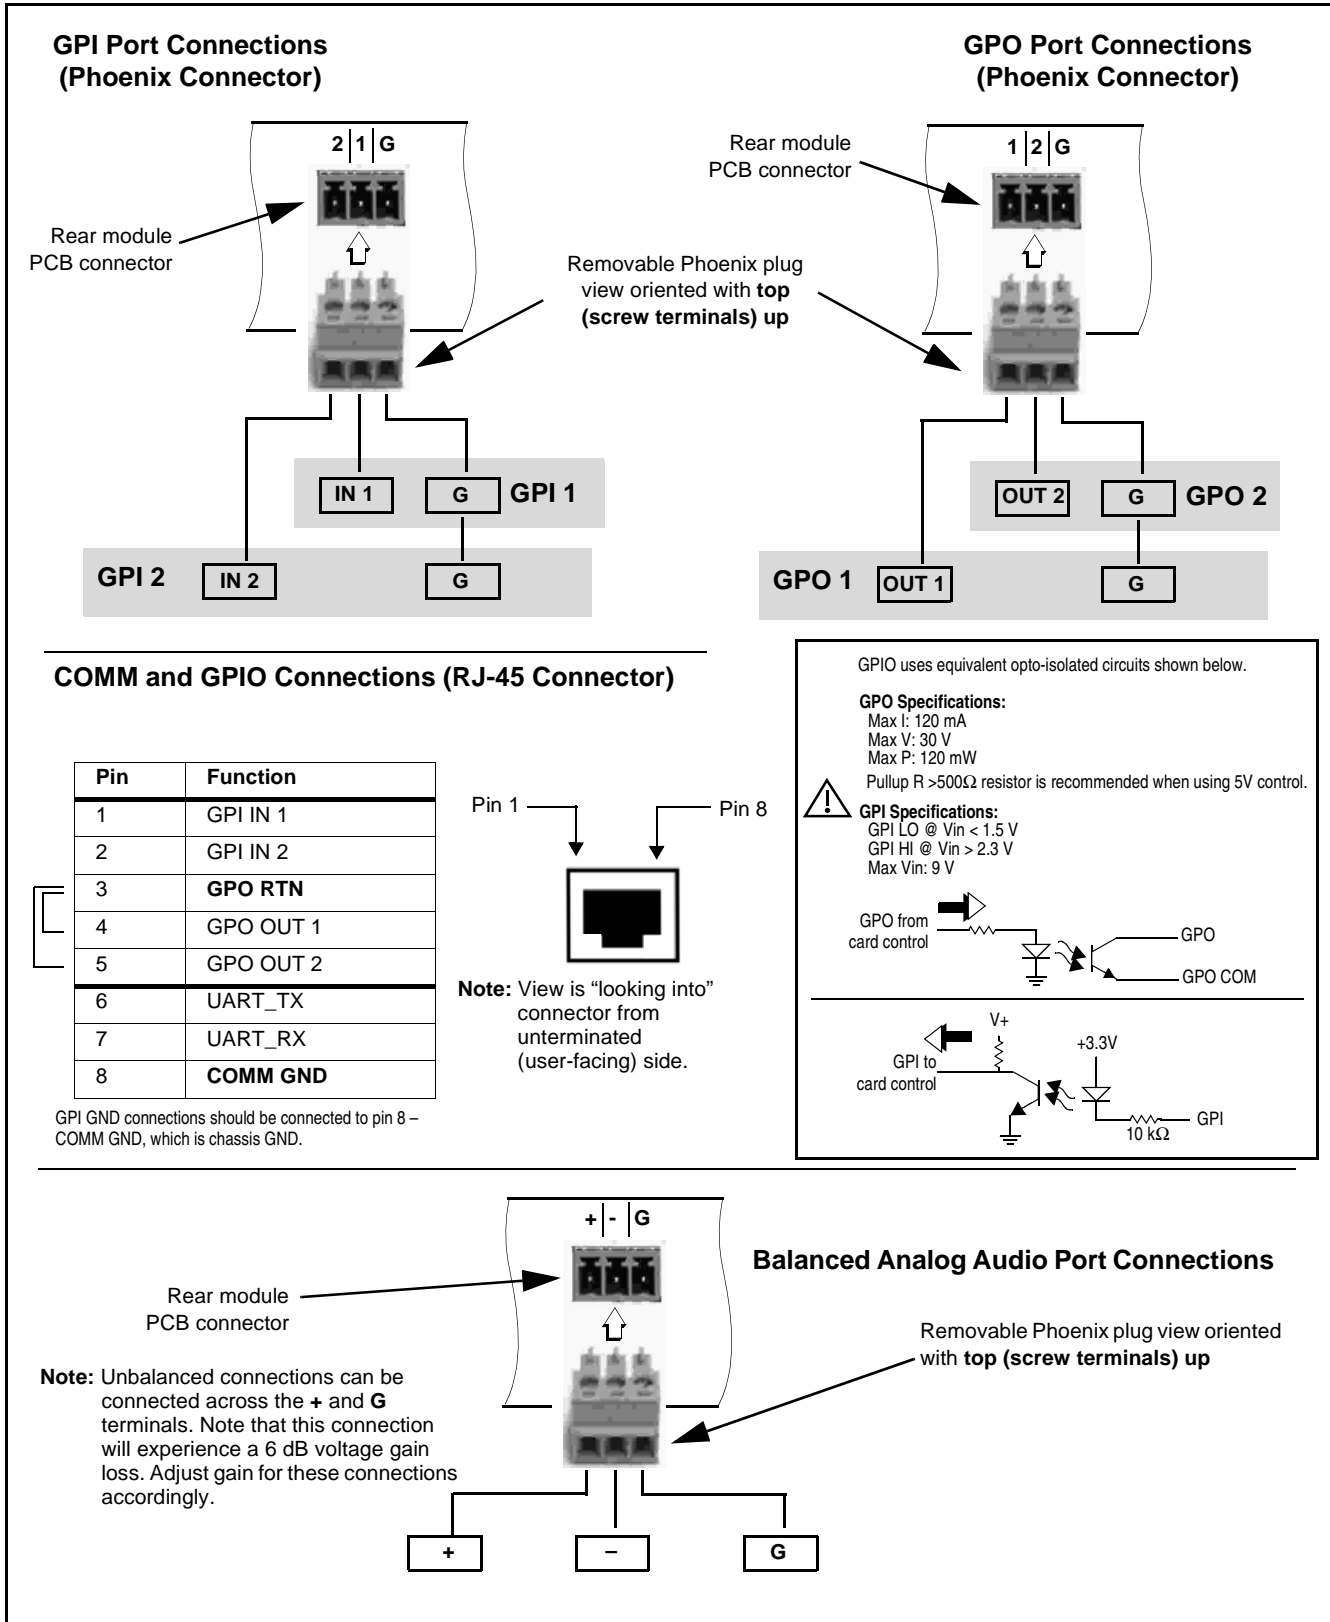 GPI Port Connections
(Phoenix Connector)
GPO Port Connections
(Phoenix Connector)
2 | 1 | G
Rear module
PCB connector
Rear module
PCB connector
1 | 2 | G
Removable Phoenix plug
view oriented with top
(screw terminals) up
IN 1
G
GPI 1
GPI 2
IN 2
G
OUT 2
G
GPO 2
GPO 1
OUT 1
G
COMM and GPIO Connections (RJ-45 Connector)
Pin Function
1 GPI IN 1
2 GPI IN 2
3 GPO RTN
4 GPO OUT 1
5 GPO OUT 2
6 UART_TX
7 UART_RX
8 COMM GND
GPI GND connections should be connected to pin 8 –
COMM GND, which is chassis GND.
Pin 1
Pin 8
Note: View is “looking into”
connector from
unterminated
(user-facing) side.
GPIO uses equivalent opto-isolated circuits shown below.
GPO Specifications:
Max I: 120 mA
Max V: 30 V
Max P: 120 mW
Pullup R >500Ω resistor is recommended when using 5V control.
GPI Specifications:
GPI LO @ Vin < 1.5 V
GPI HI @ Vin > 2.3 V
Max Vin: 9 V
GPO from
card control
GPO
GPO COM
V+
+3.3V
GPI to
card control
GPI
10 kΩ
+ | - | G
Balanced Analog Audio Port Connections
Rear module
PCB connector
Removable Phoenix plug view oriented
with top (screw terminals) up
Note: Unbalanced connections can be
connected across the + and G
terminals. Note that this connection
will experience a 6 dB voltage gain
loss. Adjust gain for these connections
accordingly.
+
–
G